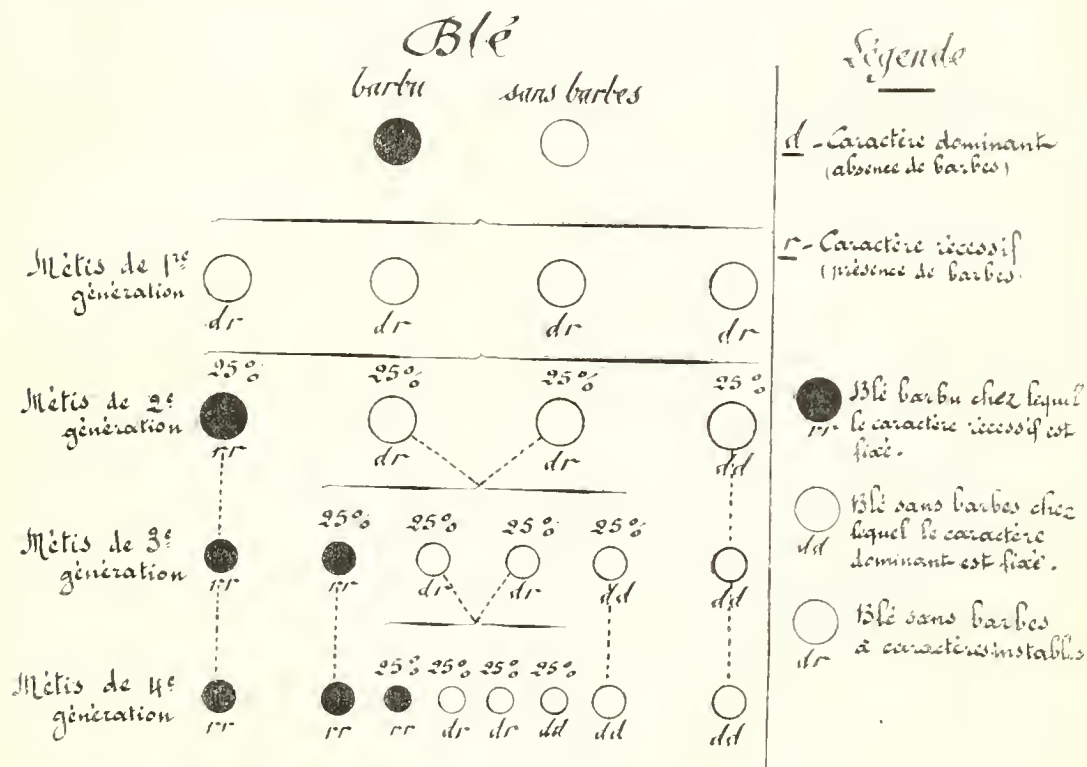 Blé
barbu sans barbes
Métis de 1re
génération
dr dr dr dr
25% 25% 25% 25%
Métis de 2e
génération
rr dr dr dd
25% 25% 25% 25%
Métis de 3e
génération
rr rr dr dr dd dd
25% 25% 25% 25%
Métis de 4e
génération
rr rr rr dr dr dd dd dd
Légende
d - Caractère dominant
(absence de barbes)
r - Caractère récessif
(présence de barbes.
Blé barbu chez lequel
rr le caractère récessif est
fixé.
Blé sans barbes chez
lequel le caractère
dd dominant est fixé.
Blé sans barbes
dr à caractères instables